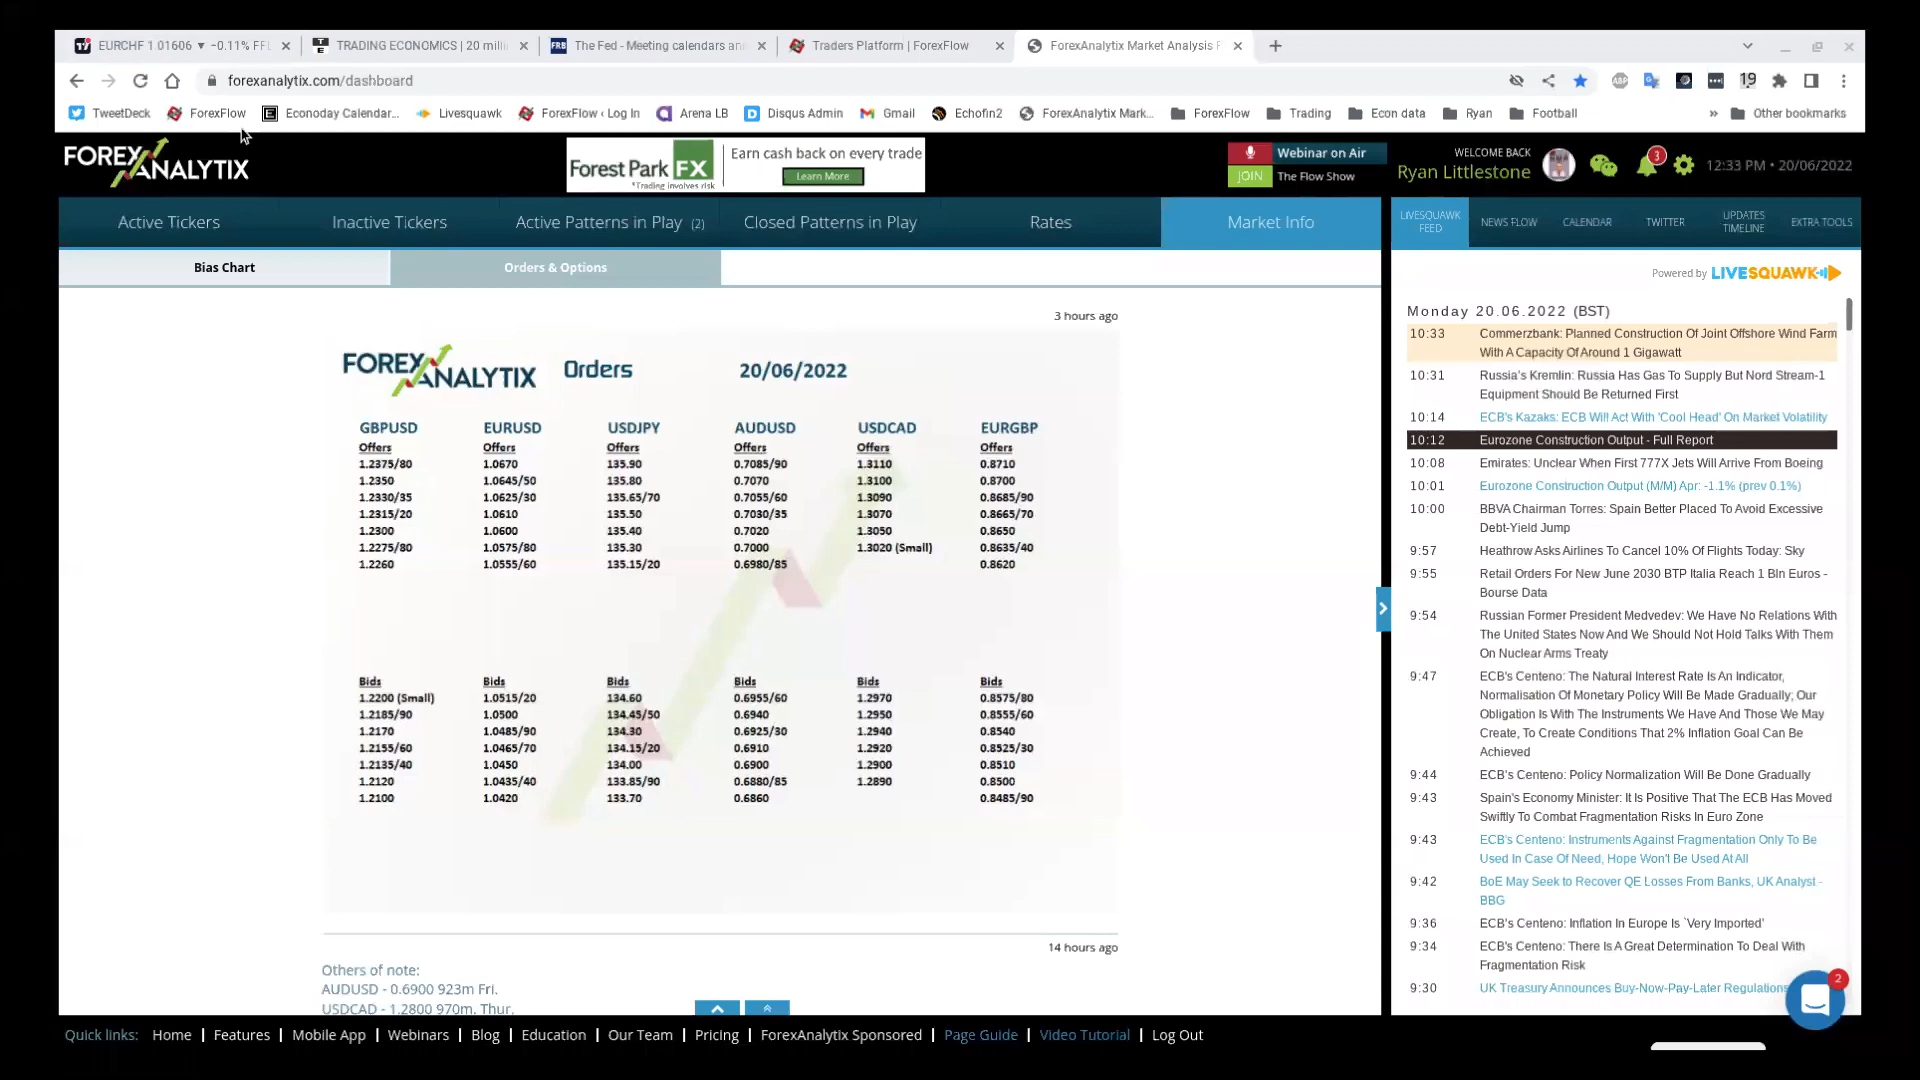 EURCHF 1.01606 ▼ −0.11% FFL
TRADING ECONOMICS | 20 milli
The Fed - Meeting calendars an
Traders Platform | ForexFlow
ForexAnalytix Market Analysis F
forexanalytix.com/dashboard
19
TweetDeck ForexFlow Econoday Calendar... Livesquawk ForexFlow ‹ Log In Arena LB Disqus Admin Gmail Echofin2 ForexAnalytix Mark... ForexFlow Trading Econ data Ryan Football » Other bookmarks
FOREX ANALYTIX
Forest Park FX
*Trading involves risk
Earn cash back on every trade
Learn More
Webinar on Air
JOIN The Flow Show
WELCOME BACK
Ryan Littlestone
3
12:33 PM • 20/06/2022
Active Tickers Inactive Tickers Active Patterns in Play (2) Closed Patterns in Play Rates Market Info
LIVESQUAWK FEED NEWS FLOW CALENDAR TWITTER UPDATES TIMELINE EXTRA TOOLS
Bias Chart Orders & Options
3 hours ago
FOREX ANALYTIX Orders 20/06/2022
GBPUSD EURUSD USDJPY AUDUSD USDCAD EURGBP
Offers Offers Offers Offers Offers Offers
1.2375/80 1.0670 135.90 0.7085/90 1.3110 0.8710
1.2350 1.0645/50 135.80 0.7070 1.3100 0.8700
1.2330/35 1.0625/30 135.65/70 0.7055/60 1.3090 0.8685/90
1.2315/20 1.0610 135.50 0.7030/35 1.3070 0.8665/70
1.2300 1.0600 135.40 0.7020 1.3050 0.8650
1.2275/80 1.0575/80 135.30 0.7000 1.3020 (Small) 0.8635/40
1.2260 1.0555/60 135.15/20 0.6980/85 0.8620
Bids Bids Bids Bids Bids Bids
1.2200 (Small) 1.0515/20 134.60 0.6955/60 1.2970 0.8575/80
1.2185/90 1.0500 134.45/50 0.6940 1.2950 0.8555/60
1.2170 1.0485/90 134.30 0.6925/30 1.2940 0.8540
1.2155/60 1.0465/70 134.15/20 0.6910 1.2920 0.8525/30
1.2135/40 1.0450 134.00 0.6900 1.2900 0.8510
1.2120 1.0435/40 133.85/90 0.6880/85 1.2890 0.8500
1.2100 1.0420 133.70 0.6860 0.8485/90
14 hours ago
Others of note:
AUDUSD - 0.6900 923m Fri.
USDCAD - 1.2800 970m. Thur.
Powered by LIVESQUAWK
Monday 20.06.2022 (BST)
10:33 Commerzbank: Planned Construction Of Joint Offshore Wind Farm
With A Capacity Of Around 1 Gigawatt
10:31 Russia's Kremlin: Russia Has Gas To Supply But Nord Stream-1
Equipment Should Be Returned First
10:14 ECB's Kazaks: ECB Will Act With 'Cool Head' On Market Volatility
10:12 Eurozone Construction Output - Full Report
10:08 Emirates: Unclear When First 777X Jets Will Arrive From Boeing
10:01 Eurozone Construction Output (M/M) Apr: -1.1% (prev 0.1%)
10:00 BBVA Chairman Torres: Spain Better Placed To Avoid Excessive
Debt-Yield Jump
9:57 Heathrow Asks Airlines To Cancel 10% Of Flights Today: Sky
9:55 Retail Orders For New June 2030 BTP Italia Reach 1 Bln Euros -
Bourse Data
9:54 Russian Former President Medvedev: We Have No Relations With
The United States Now And We Should Not Hold Talks With Them
On Nuclear Arms Treaty
9:47 ECB's Centeno: The Natural Interest Rate Is An Indicator,
Normalisation Of Monetary Policy Will Be Made Gradually; Our
Obligation Is With The Instruments We Have And Those We May
Create, To Create Conditions That 2% Inflation Goal Can Be
Achieved
9:44 ECB's Centeno: Policy Normalization Will Be Done Gradually
9:43 Spain's Economy Minister: It Is Positive That The ECB Has Moved
Swiftly To Combat Fragmentation Risks In Euro Zone
9:43 ECB's Centeno: Instruments Against Fragmentation Only To Be
Used In Case Of Need, Hope Won't Be Used At All
9:42 BoE May Seek to Recover QE Losses From Banks, UK Analyst -
BBG
9:36 ECB's Centeno: Inflation In Europe Is `Very Imported'
9:34 ECB's Centeno: There Is A Great Determination To Deal With
Fragmentation Risk
9:30 UK Treasury Announces Buy-Now-Pay-Later Regulations
2
Quick links: Home | Features | Mobile App | Webinars | Blog | Education | Our Team | Pricing | ForexAnalytix Sponsored | Page Guide | Video Tutorial | Log Out